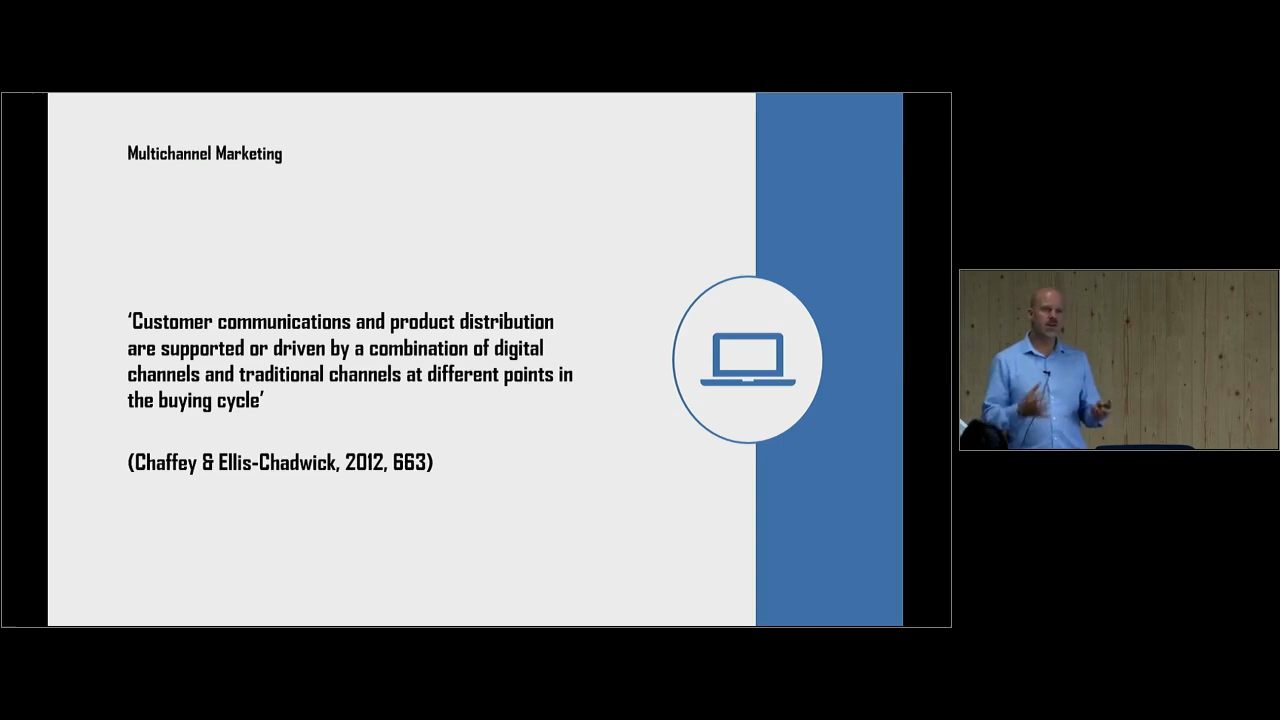 Multichannel Marketing
‘Customer communications and product distribution
are supported or driven by a combination of digital
channels and traditional channels at different points in
the buying cycle’
(Chaffey & Ellis-Chadwick, 2012, 663)